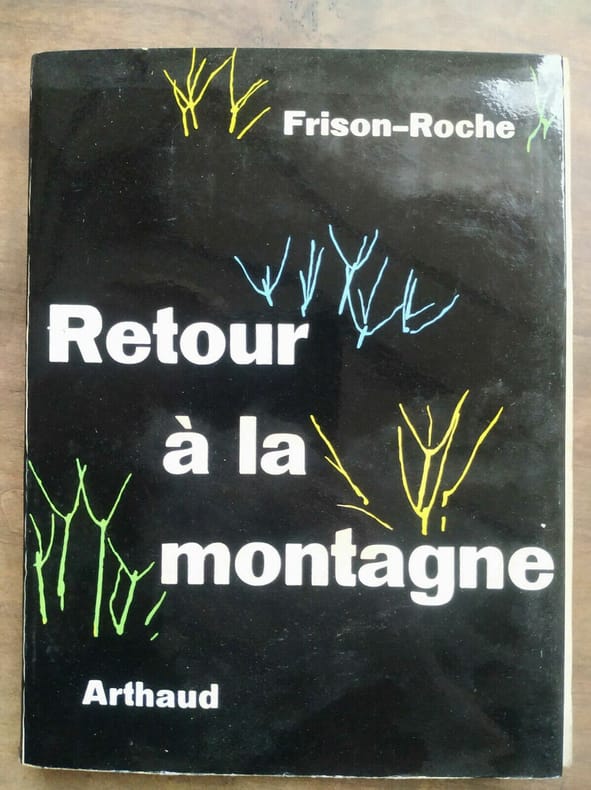 Frison-Roche
Retour
à la
montagne
Arthaud